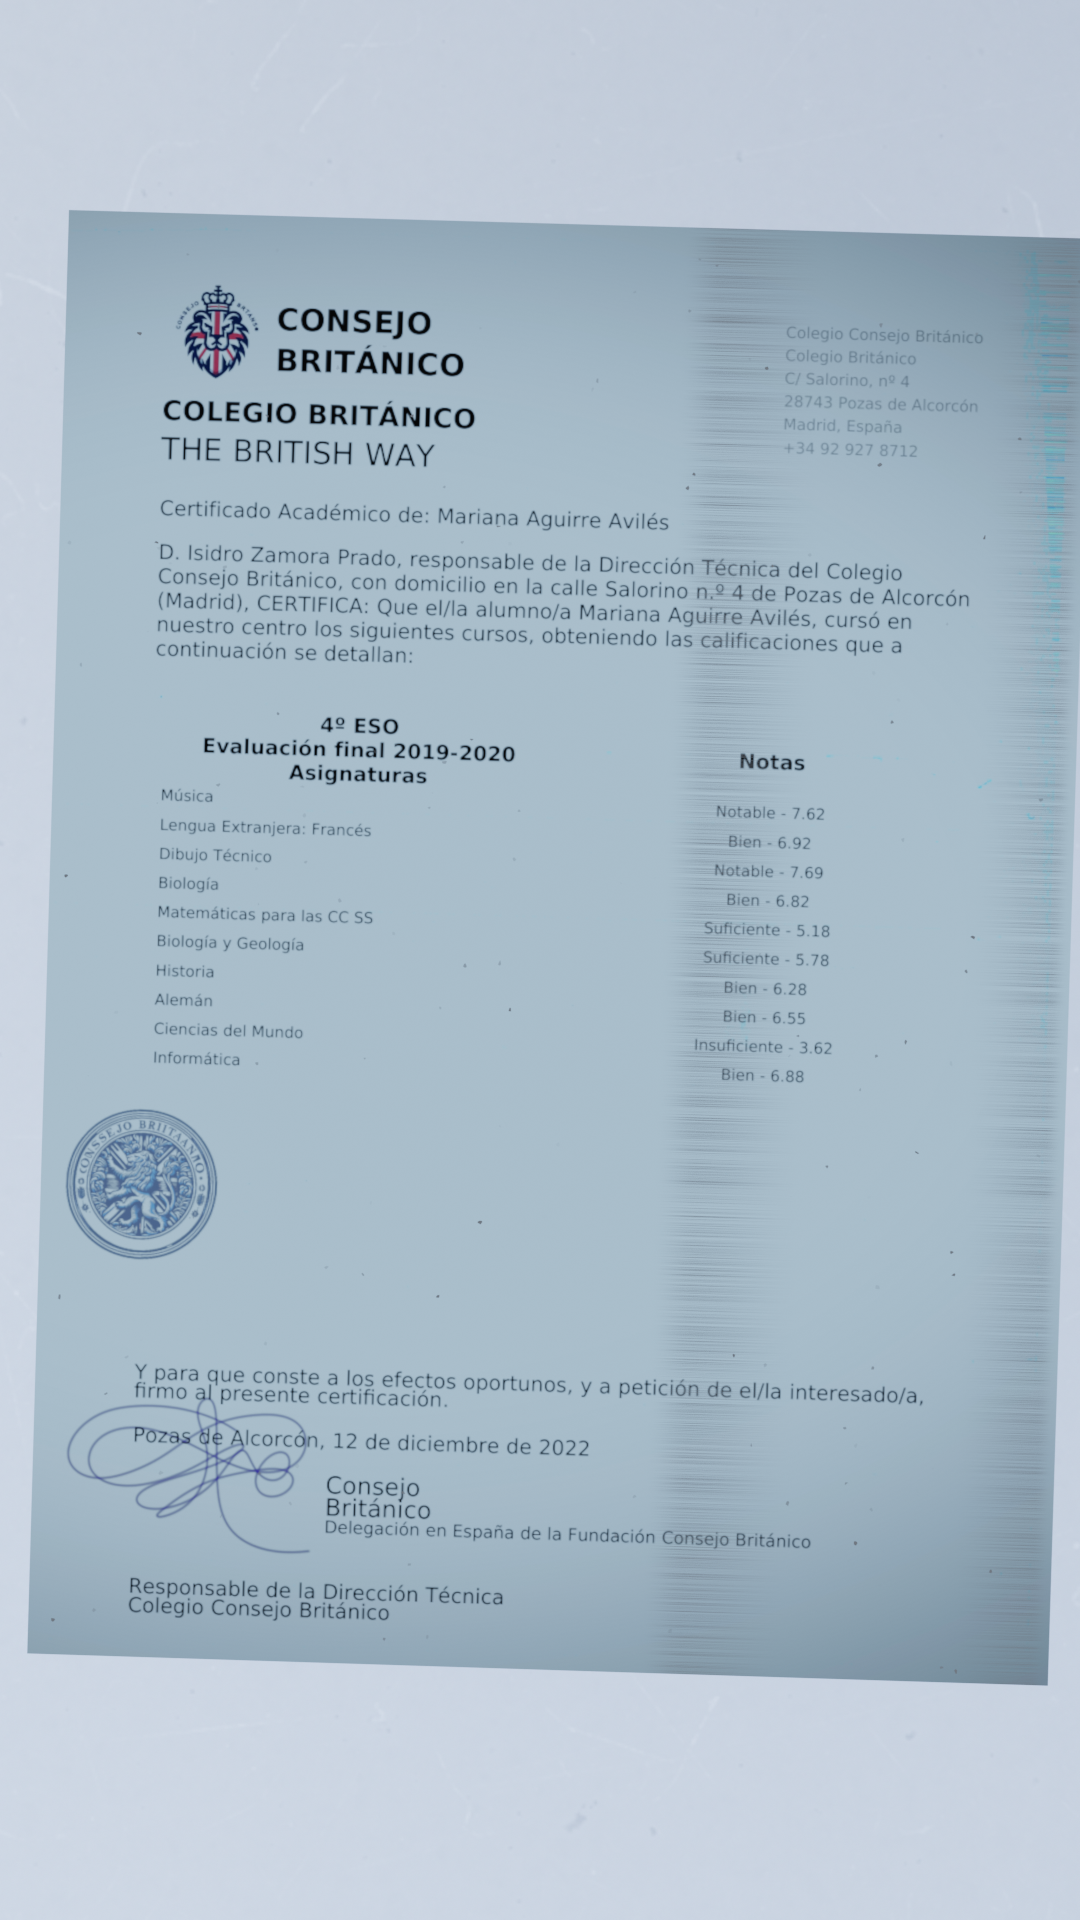 CONSEJO
BRITÁNICO
COLEGIO BRITÁNICO
THE BRITISH WAY
Colegio Consejo Británico
Colegio Británico
C/ Salorino, nº 4
28743 Pozas de Alcorcón
Madrid, España
+34 92 927 8712
Certificado Académico de: Mariana Aguirre Avilés
D. Isidro Zamora Prado, responsable de la Dirección Técnica del Colegio
Consejo Británico, con domicilio en la calle Salorino n.º 4 de Pozas de Alcorcón
(Madrid), CERTIFICA: Que el/la alumno/a Mariana Aguirre Avilés, cursó en
nuestro centro los siguientes cursos, obteniendo las calificaciones que a
continuación se detallan:
4º ESO
Evaluación final 2019-2020
Asignaturas Notas
Música Notable - 7.62
Lengua Extranjera: Francés Bien - 6.92
Dibujo Técnico Notable - 7.69
Biología Bien - 6.82
Matemáticas para las CC SS Suficiente - 5.18
Biología y Geología Suficiente - 5.78
Historia Bien - 6.28
Alemán Bien - 6.55
Ciencias del Mundo Insuficiente - 3.62
Informática Bien - 6.88
Y para que conste a los efectos oportunos, y a petición de el/la interesado/a,
firmo al presente certificación.
Pozas de Alcorcón, 12 de diciembre de 2022
Consejo
Británico
Delegación en España de la Fundación Consejo Británico
Responsable de la Dirección Técnica
Colegio Consejo Británico